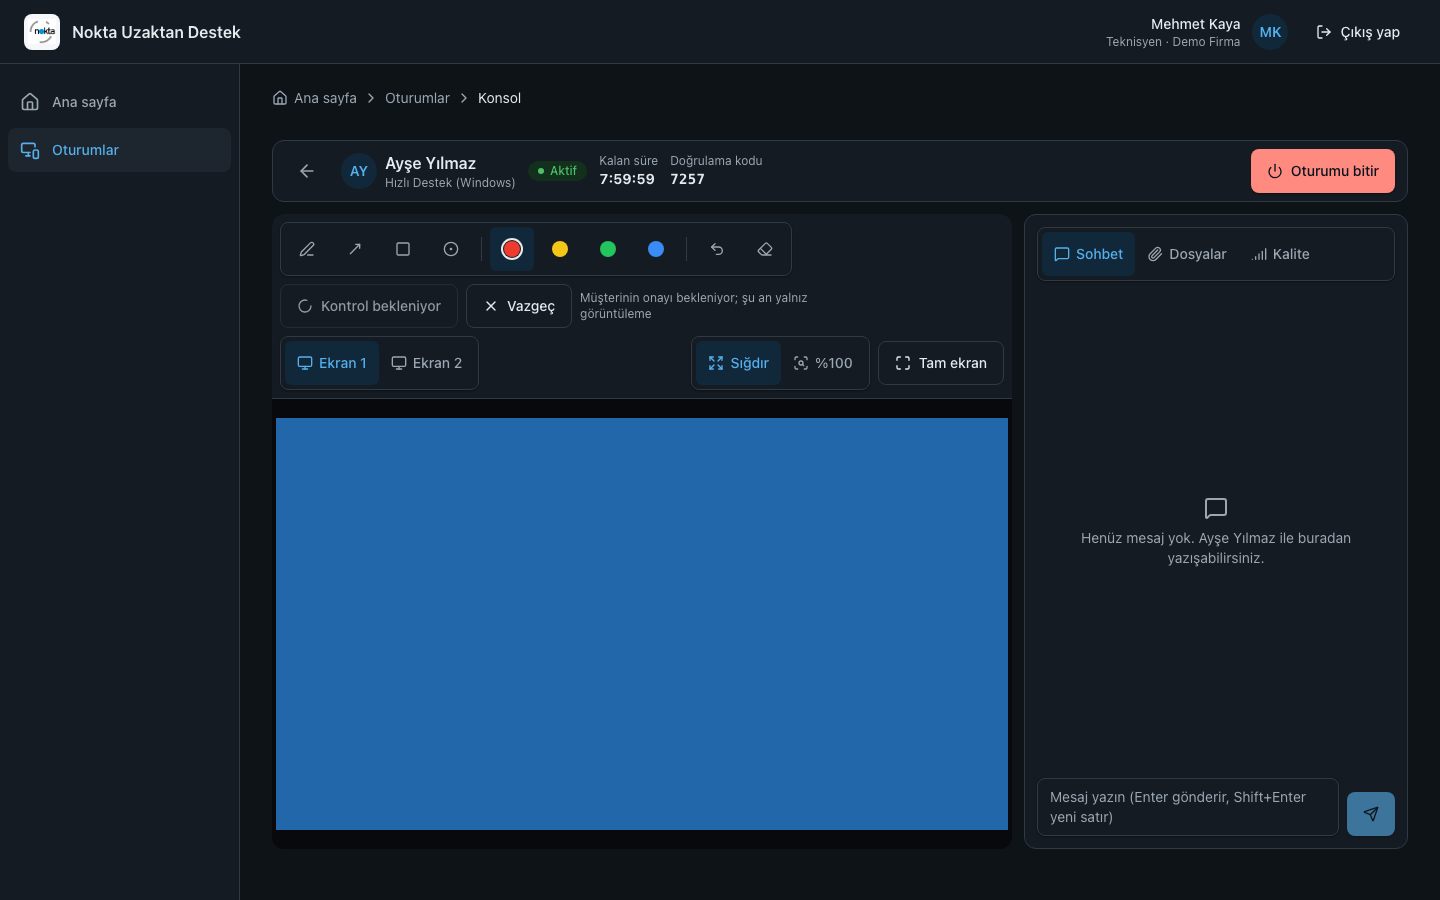 nokta
Nokta Uzaktan Destek
Mehmet Kaya
Teknisyen · Demo Firma
MK
Çıkış yap
Ana sayfa
Oturumlar
Ana sayfa
Oturumlar
Konsol
AY
Ayşe Yılmaz
Hızlı Destek (Windows)
Aktif
Kalan süre
7:59:59
Doğrulama kodu
7257
Oturumu bitir
Kontrol bekleniyor
Vazgeç
Müşterinin onayı bekleniyor; şu an yalnız
görüntüleme
Ekran 1
Ekran 2
Sığdır
%100
Tam ekran
Sohbet
Dosyalar
Kalite
Henüz mesaj yok. Ayşe Yılmaz ile buradan
yazışabilirsiniz.
Mesaj yazın (Enter gönderir, Shift+Enter
yeni satır)